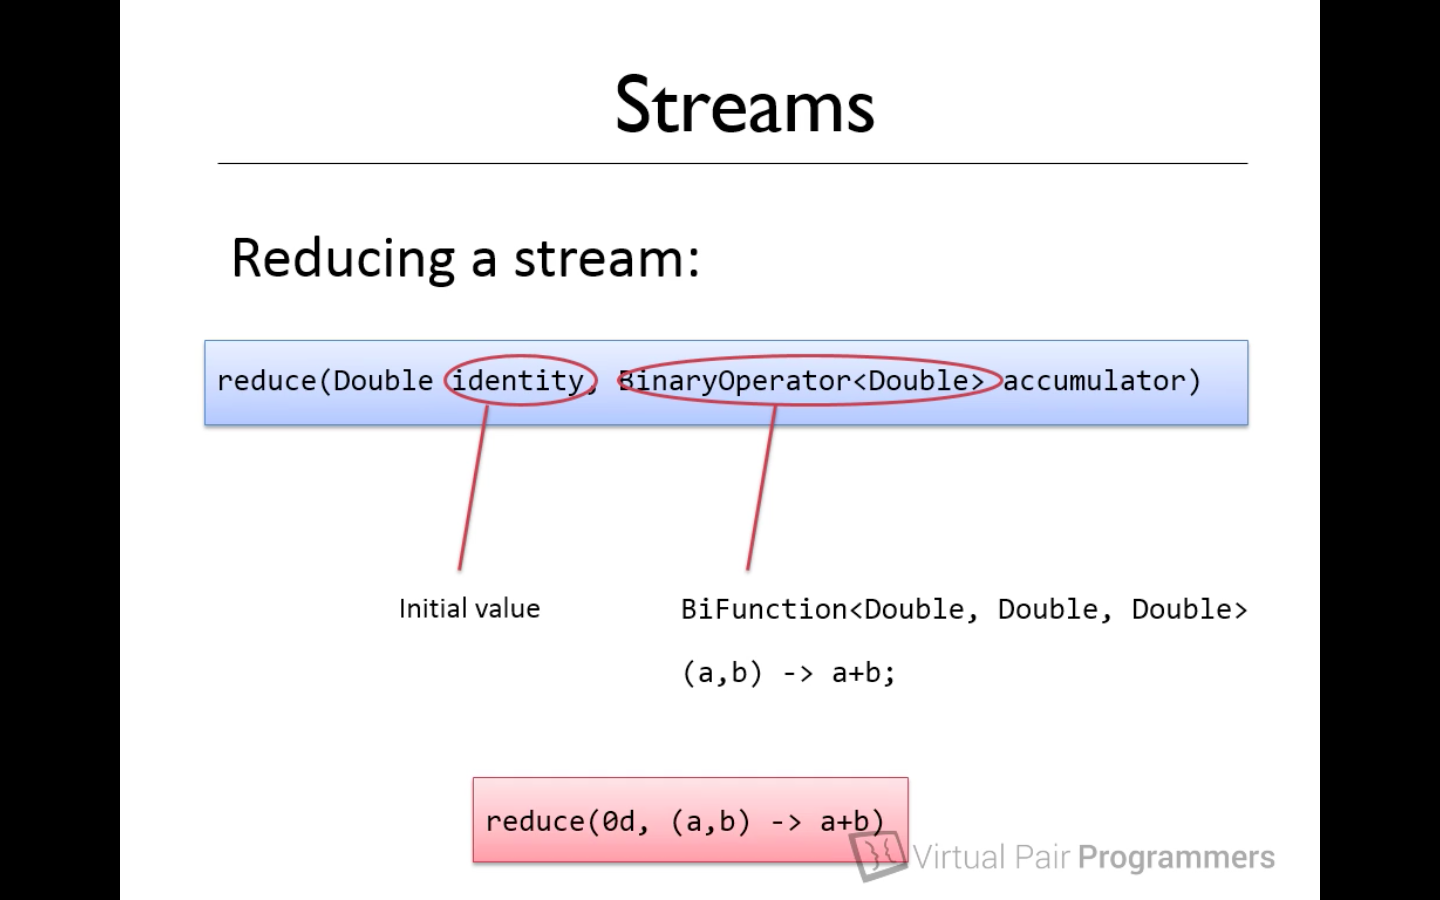 Streams
Reducing a stream:
reduce(Double identity, BinaryOperator<Double> accumulator)
Initial value
BiFunction<Double, Double, Double>
(a,b) -> a+b;
reduce(0d, (a,b) -> a+b)
Virtual Pair Programmers